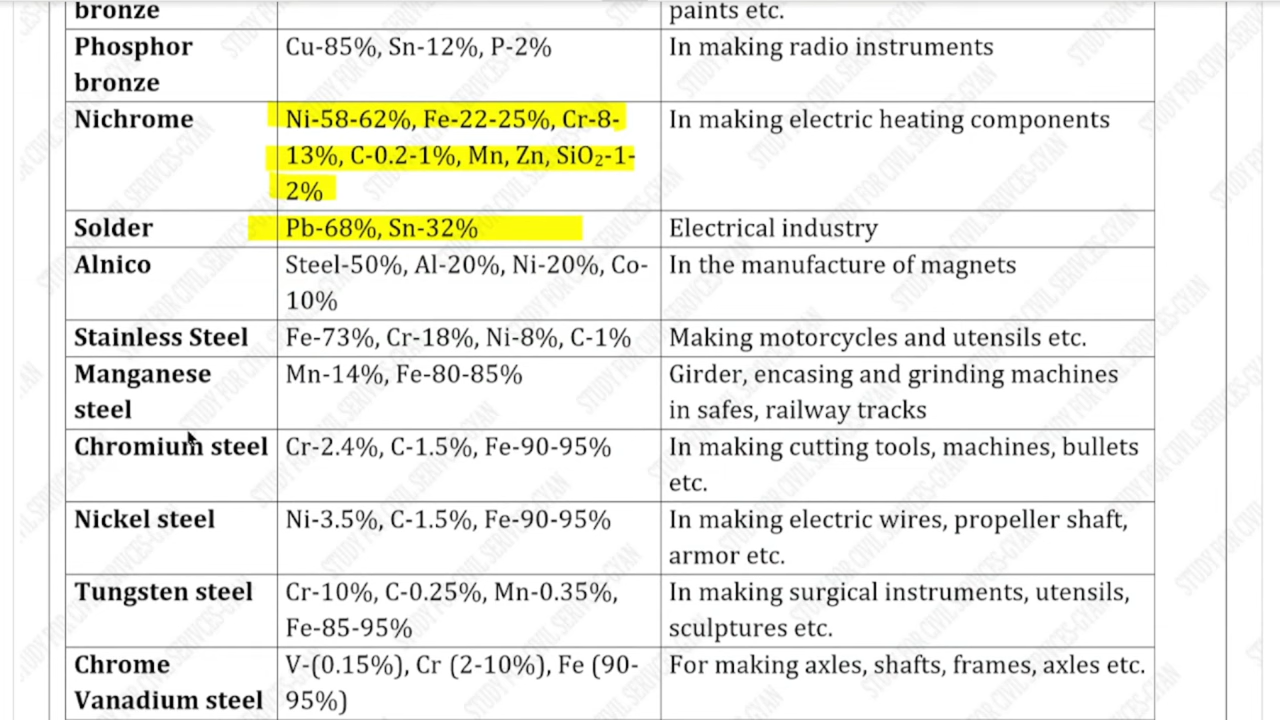 bronze
paints etc.
Phosphor
bronze
Cu-85%, Sn-12%, P-2%
In making radio instruments
Nichrome
Ni-58-62%, Fe-22-25%, Cr-8-
13%, C-0.2-1%, Mn, Zn, SiO₂-1-
2%
In making electric heating components
Solder
Pb-68%, Sn-32%
Electrical industry
Alnico
Steel-50%, Al-20%, Ni-20%, Co-
10%
In the manufacture of magnets
Stainless Steel
Fe-73%, Cr-18%, Ni-8%, C-1%
Making motorcycles and utensils etc.
Manganese
steel
Mn-14%, Fe-80-85%
Girder, encasing and grinding machines
in safes, railway tracks
Chromium steel
Cr-2.4%, C-1.5%, Fe-90-95%
In making cutting tools, machines, bullets
etc.
Nickel steel
Ni-3.5%, C-1.5%, Fe-90-95%
In making electric wires, propeller shaft,
armor etc.
Tungsten steel
Cr-10%, C-0.25%, Mn-0.35%,
Fe-85-95%
In making surgical instruments, utensils,
sculptures etc.
Chrome
Vanadium steel
V-(0.15%), Cr (2-10%), Fe (90-
95%)
For making axles, shafts, frames, axles etc.
STUDY FOR CIVIL SERVICES-GYAN